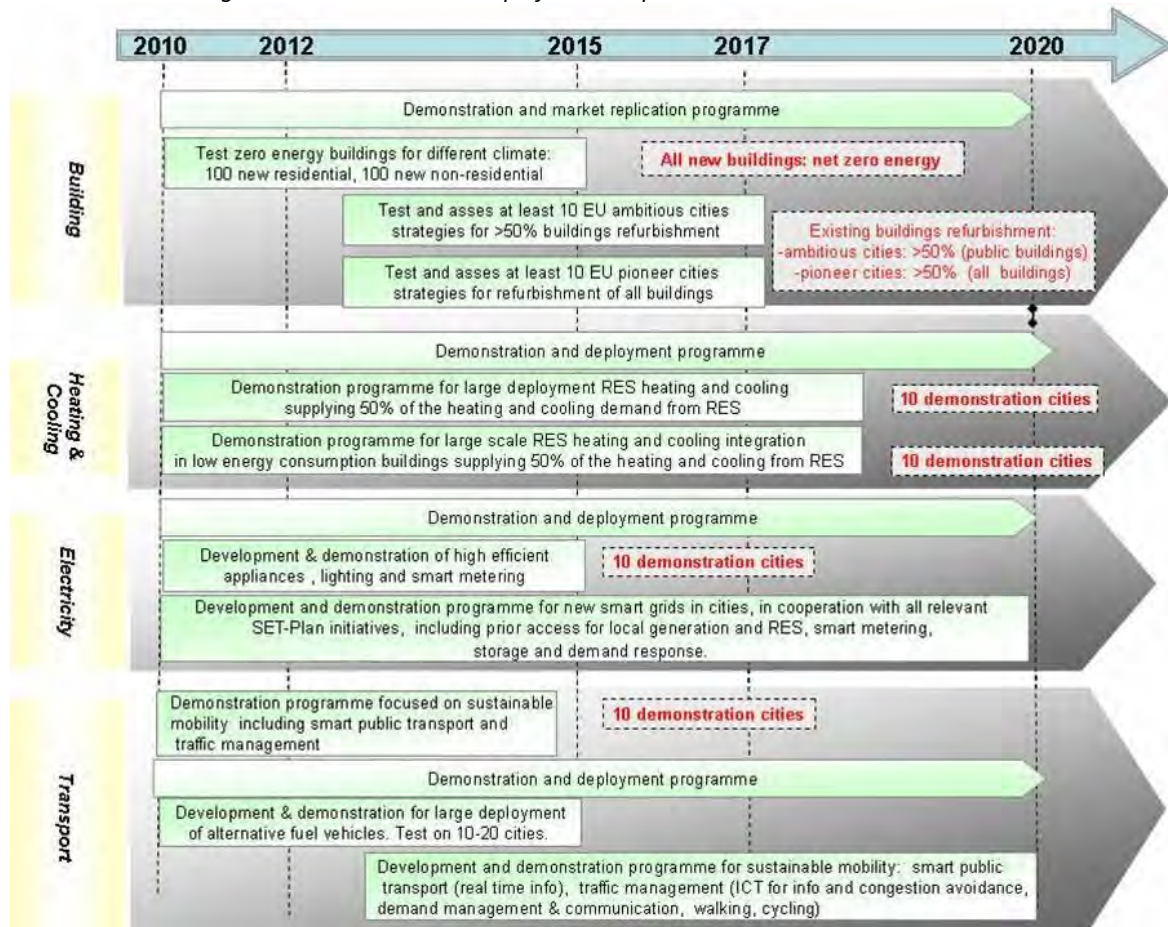 2010 2012 2015 2017 2020
Building
Demonstration and market replication programme
Test zero energy buildings for different climate:
100 new residential, 100 new non-residential
All new buildings: net zero energy
Test and asses at least 10 EU ambitious cities
strategies for >50% buildings refurbishment
Existing buildings refurbishment:
-ambitious cities: >50% (public buildings)
-pioneer cities: >50% (all buildings)
Test and asses at least 10 EU pioneer cities
strategies for refurbishment of all buildings
Heating &
Cooling
Demonstration and deployment programme
Demonstration programme for large deployment RES heating and cooling
supplying 50% of the heating and cooling demand from RES
10 demonstration cities
Demonstration programme for large scale RES heating and cooling integration
in low energy consumption buildings supplying 50% of the heating and cooling from RES
10 demonstration cities
Electricity
Demonstration and deployment programme
Development & demonstration of high efficient
appliances , lighting and smart metering
10 demonstration cities
Development and demonstration programme for new smart grids in cities, in cooperation with all relevant
SET-Plan initiatives, including prior access for local generation and RES, smart metering,
storage and demand response.
Transport
Demonstration programme focused on sustainable
mobility including smart public transport and
traffic management
10 demonstration cities
Demonstration and deployment programme
Development & demonstration for large deployment
of alternative fuel vehicles. Test on 10-20 cities.
Development and demonstration programme for sustainable mobility: smart public
transport (real time info), traffic management (ICT for info and congestion avoidance,
demand management & communication, walking, cycling)